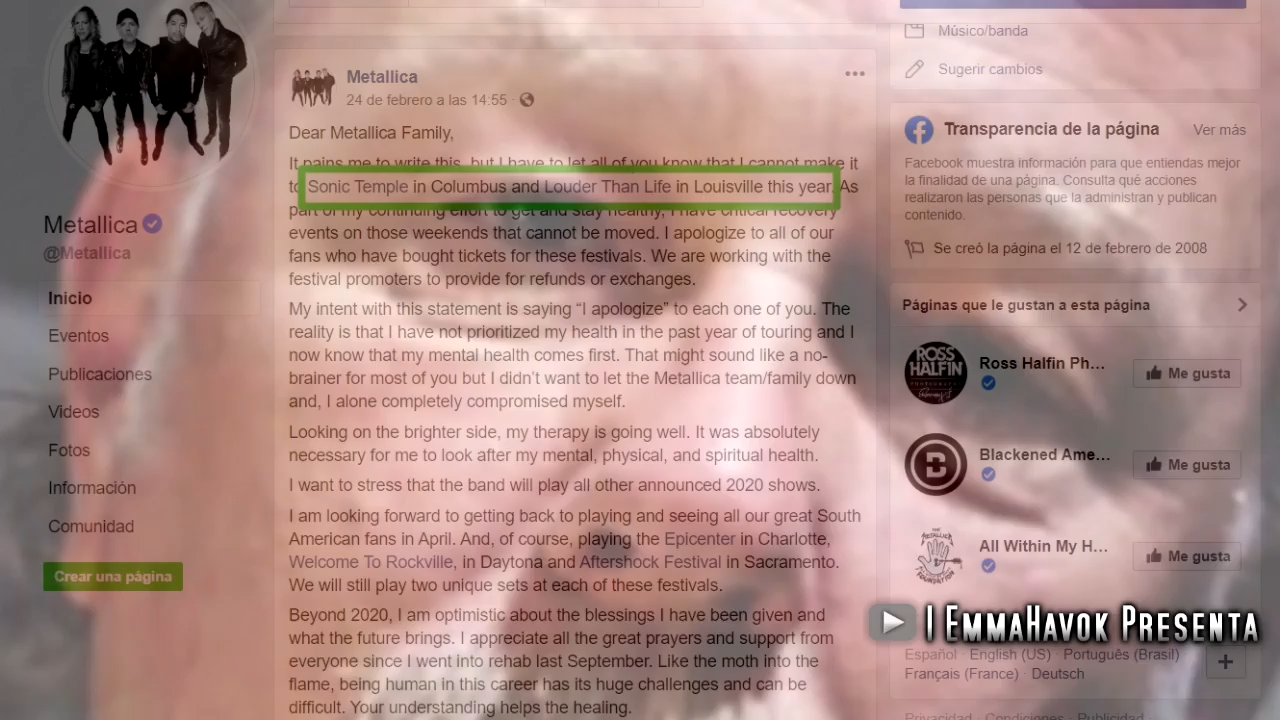 Metallica
@Metallica
Inicio
Eventos
Publicaciones
Videos
Fotos
Información
Comunidad
Crear una página
Metallica
24 de febrero a las 14:55 ·
Dear Metallica Family,
It pains me to write this, but I have to let all of you know that I cannot make it
to Sonic Temple in Columbus and Louder Than Life in Louisville this year. As
part of my continuing effort to get and stay healthy, I have critical recovery
events on those weekends that cannot be moved. I apologize to all of our
fans who have bought tickets for these festivals. We are working with the
festival promoters to provide for refunds or exchanges.
My intent with this statement is saying “I apologize” to each one of you. The
reality is that I have not prioritized my health in the past year of touring and I
now know that my mental health comes first. That might sound like a no-
brainer for most of you but I didn’t want to let the Metallica team/family down
and, I alone completely compromised myself.
Looking on the brighter side, my therapy is going well. It was absolutely
necessary for me to look after my mental, physical, and spiritual health.
I want to stress that the band will play all other announced 2020 shows.
I am looking forward to getting back to playing and seeing all our great South
American fans in April. And, of course, playing the Epicenter in Charlotte,
Welcome To Rockville, in Daytona and Aftershock Festival in Sacramento.
We will still play two unique sets at each of these festivals.
Beyond 2020, I am optimistic about the blessings I have been given and
what the future brings. I appreciate all the great prayers and support from
everyone since I went into rehab last September. Like the moth into the
flame, being human in this career has its huge challenges and can be
difficult. Your understanding helps the healing.
Músico/banda
Sugerir cambios
Transparencia de la página Ver más
Facebook muestra información para que entiendas mejor
la finalidad de una página. Consulta qué acciones
realizaron las personas que la administran y publican
contenido.
Se creó la página el 12 de febrero de 2008
Páginas que le gustan a esta página
ROSS
HALFIN
PHOTOGRAPHY
Ross Halfin Ph...
Me gusta
Blackened Ame...
Me gusta
All Within My H...
Me gusta
I EmmaHavok Presenta
Español · English (US) · Português (Brasil)
Français (France) · Deutsch
Privacidad · Condiciones · Publicidad